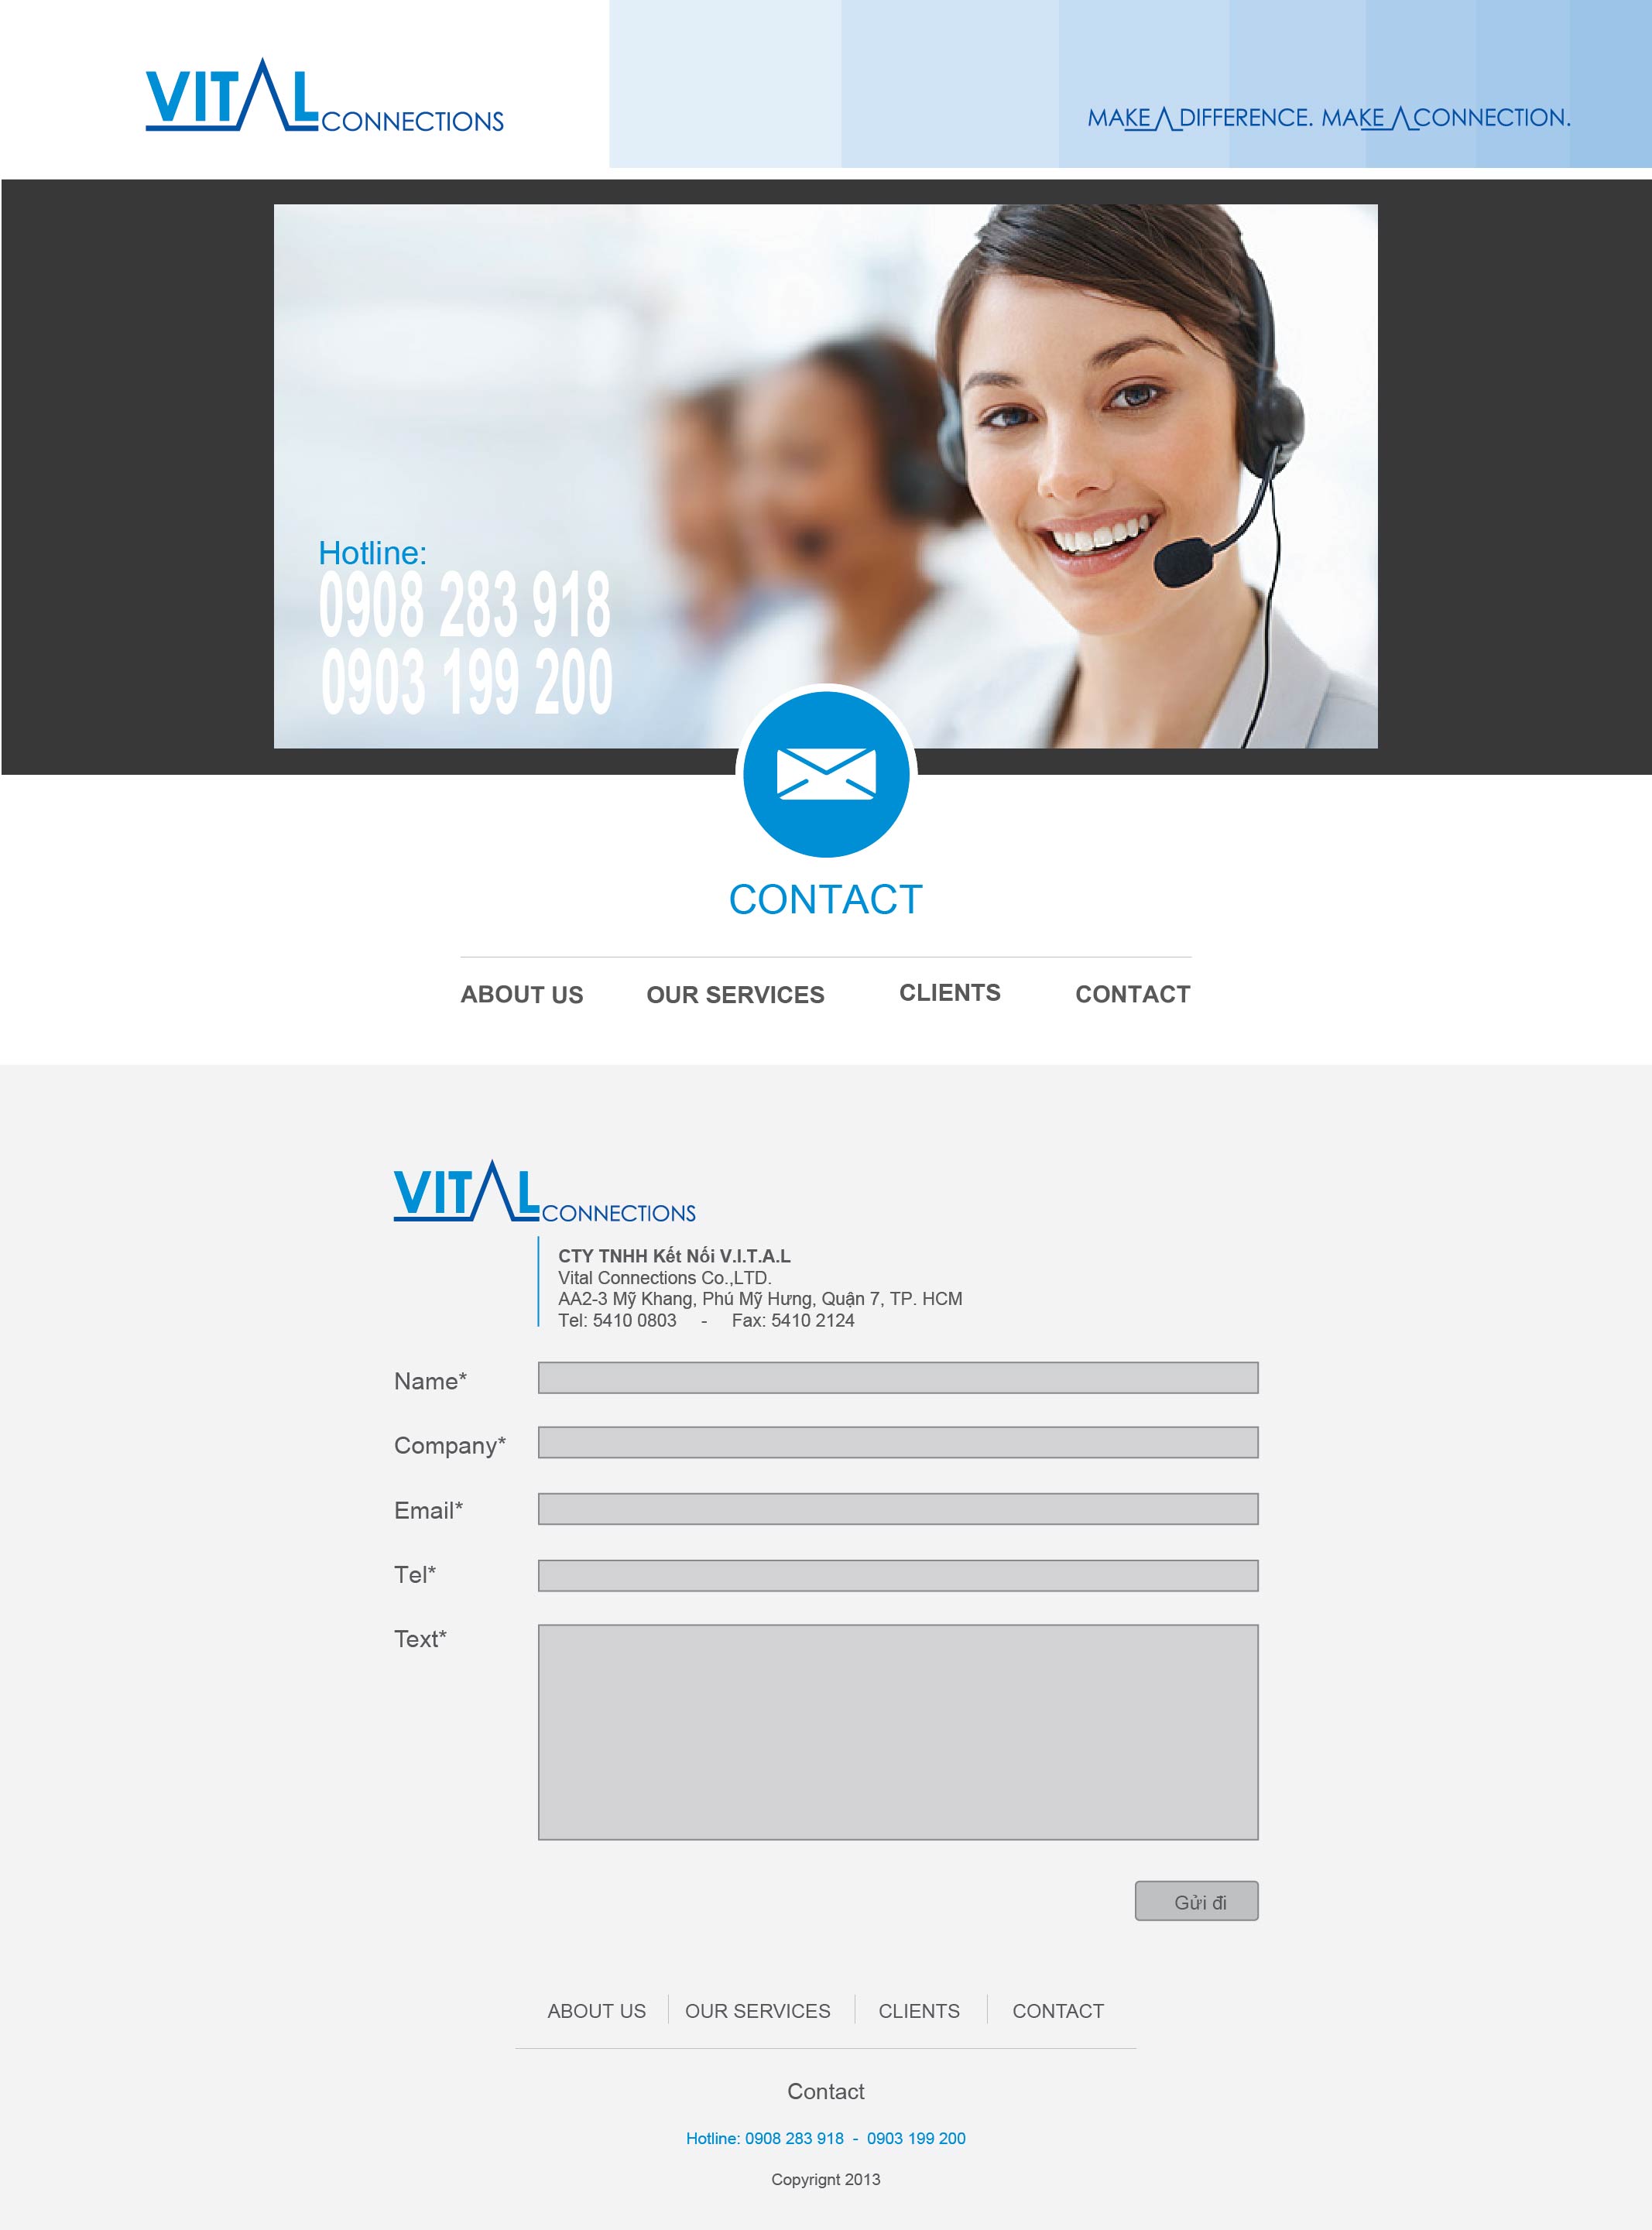 VITAL CONNECTIONS
MAKE A DIFFERENCE. MAKE A CONNECTION.
Hotline:
0908 283 918
0903 199 200
CONTACT
ABOUT US OUR SERVICES CLIENTS CONTACT
VITAL CONNECTIONS
CTY TNHH Kết Nối V.I.T.A.L
Vital Connections Co.,LTD.
AA2-3 Mỹ Khang, Phú Mỹ Hưng, Quận 7, TP. HCM
Tel: 5410 0803 - Fax: 5410 2124
Name*
Company*
Email*
Tel*
Text*
Gửi đi
ABOUT US OUR SERVICES CLIENTS CONTACT
Contact
Hotline: 0908 283 918 - 0903 199 200
Copyrignt 2013